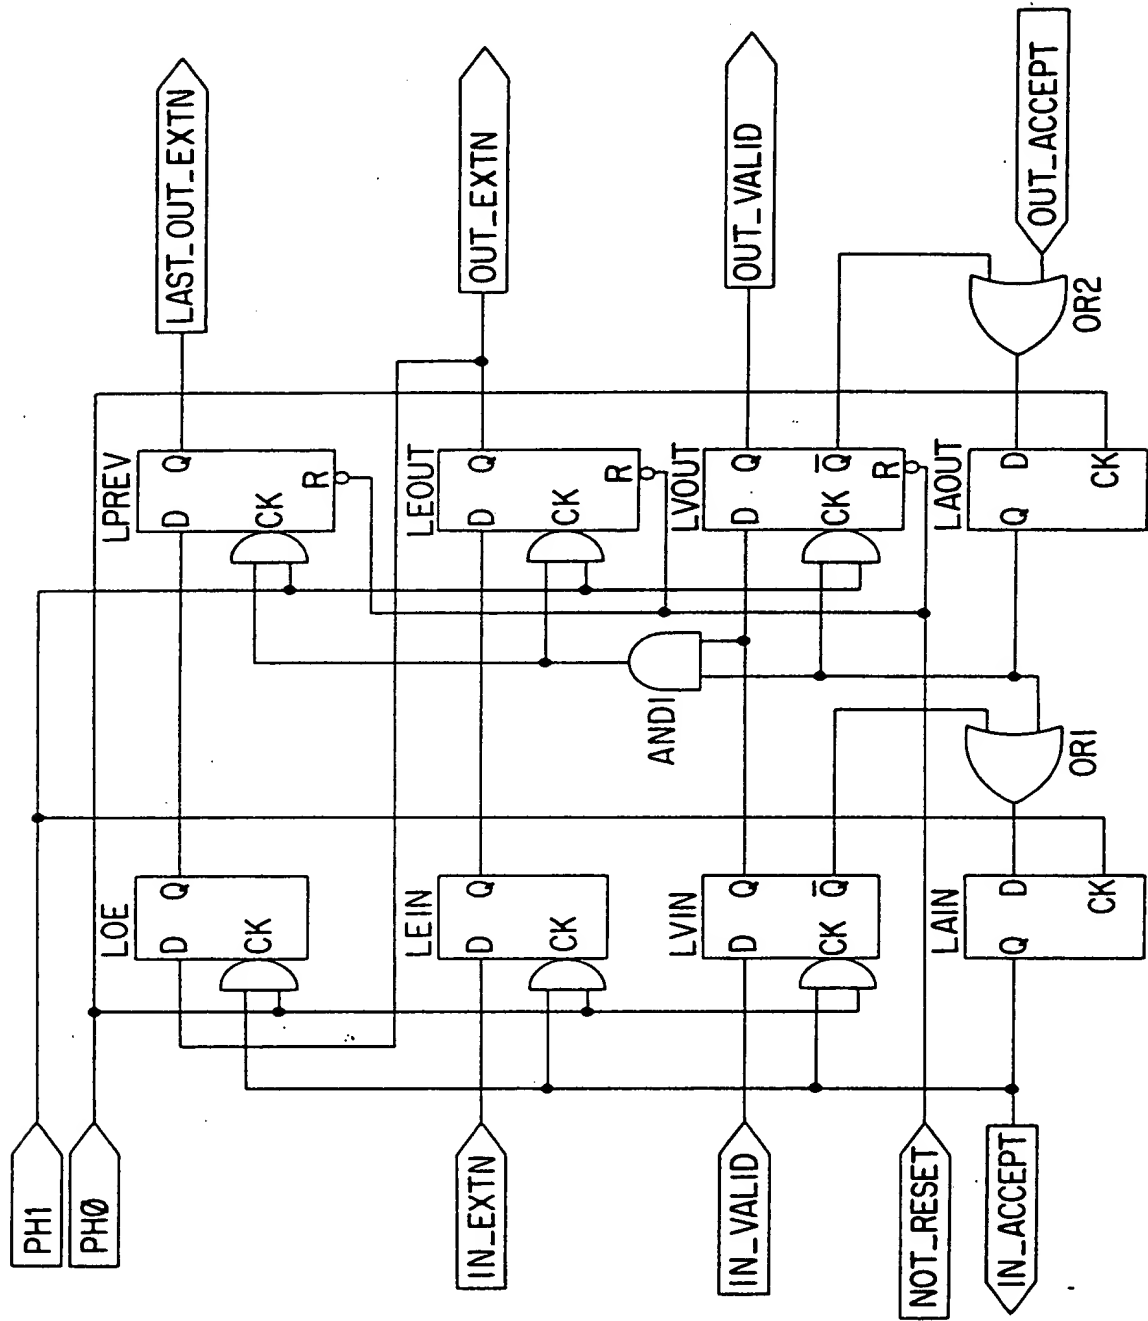 LAST_OUT_EXTN
OUT_EXTN
OUT_VALID
OUT_ACCEPT
OR2
LPREV
D
Q
CK
R
LEOUT
D
Q
CK
R
LVOUT
D
Q
CK
Q
R
LAOUT
Q
D
CK
AND1
OR1
LOE
D
Q
CK
LEIN
D
Q
CK
LVIN
D
Q
CK
Q
LAIN
Q
D
CK
PH1
PHØ
IN_EXTN
IN_VALID
NOT_RESET
IN_ACCEPT